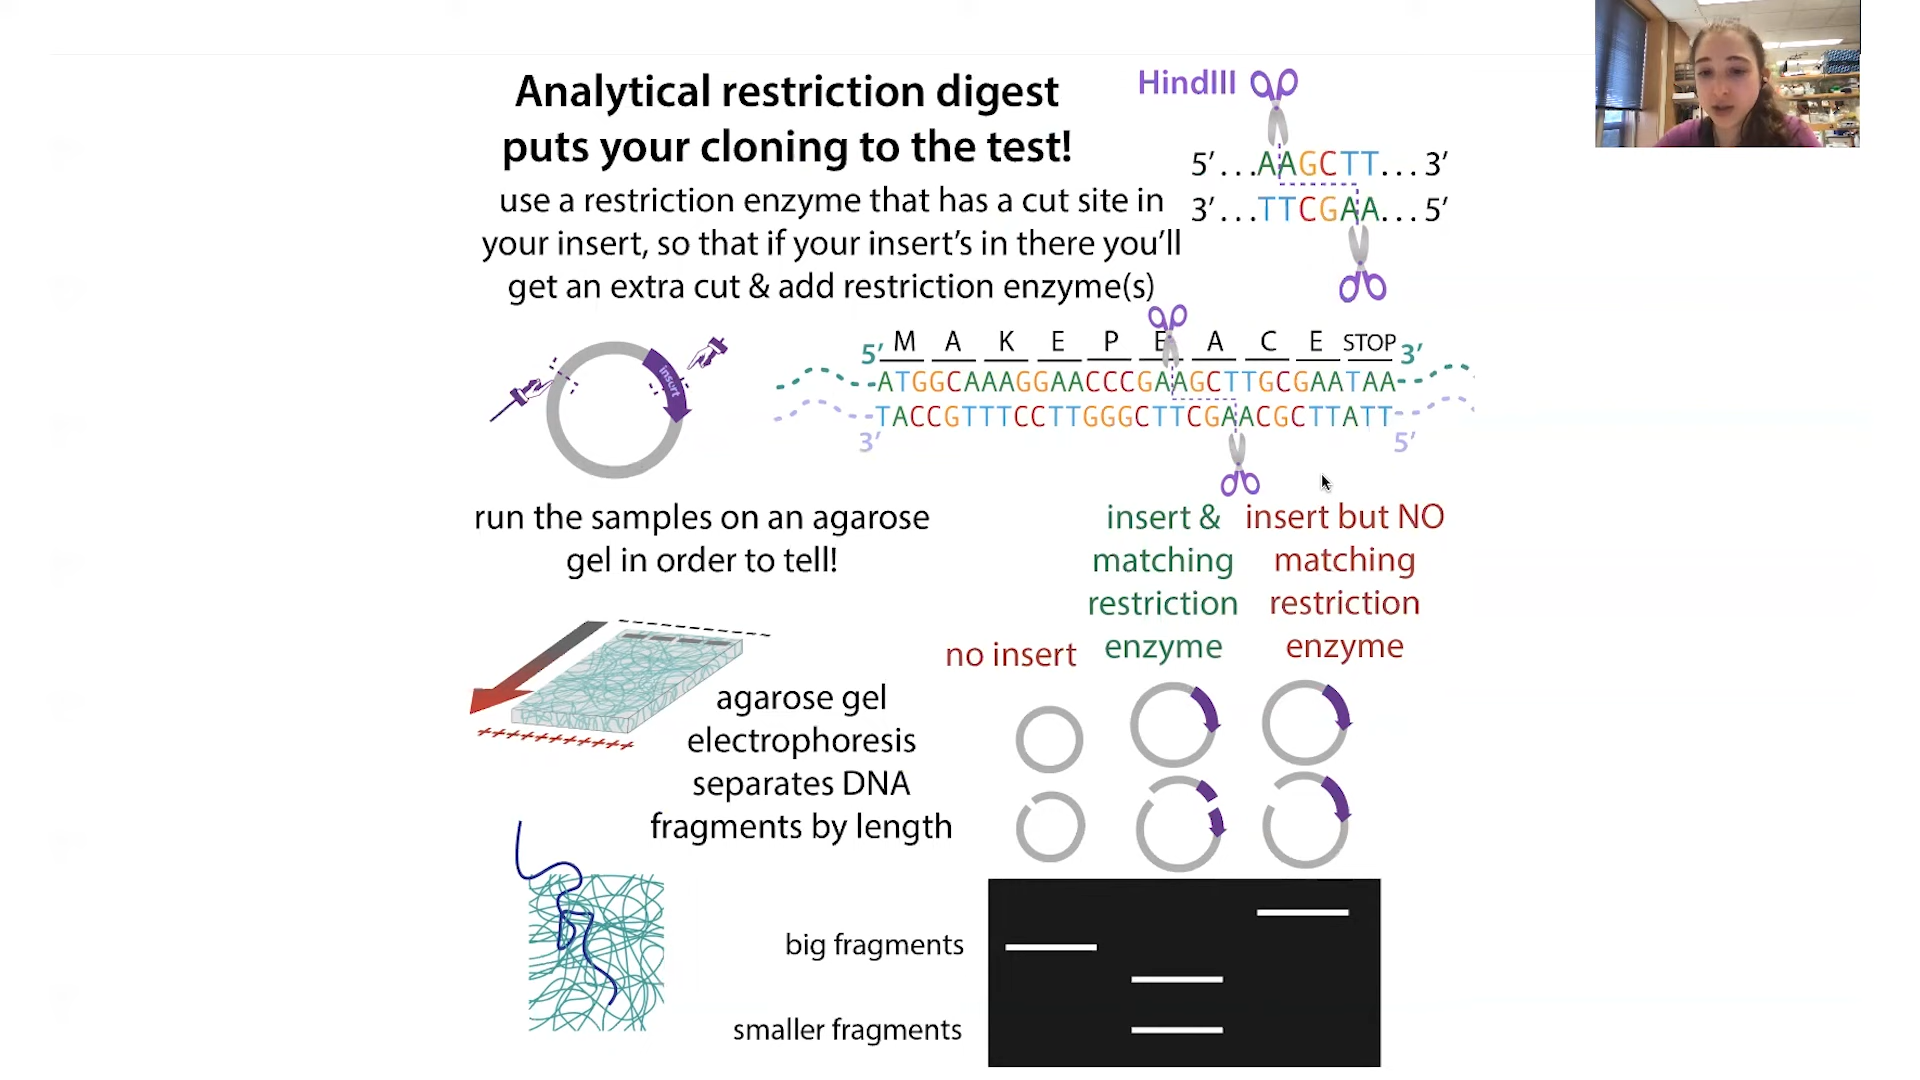 Analytical restriction digest
puts your cloning to the test!
use a restriction enzyme that has a cut site in
your insert, so that if your insert's in there you'll
get an extra cut & add restriction enzyme(s)
HindIII
5'...AAGCTT...3'
3'...TTCGAA...5'
insert
5' M A K E P E A C E STOP 3'
ATGGCAAAGGAACCCGAAGCTTGCGAATAA
TACCGTTTCCTTGGGCTTCGAACGCTTATT
3' 5'
run the samples on an agarose
gel in order to tell!
agarose gel
electrophoresis
separates DNA
fragments by length
no insert
insert &
matching
restriction
enzyme
insert but NO
matching
restriction
enzyme
big fragments
smaller fragments